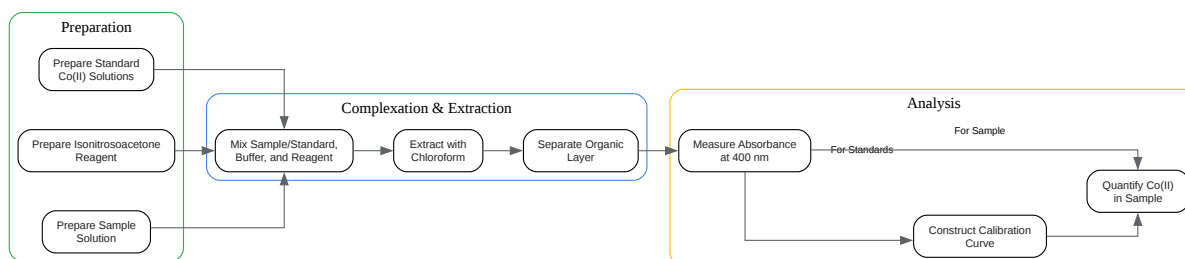 Preparation
Prepare Standard
Co(II) Solutions
Prepare Isonitrosoacetone
Reagent
Prepare Sample
Solution
Complexation & Extraction
Mix Sample/Standard,
Buffer, and Reagent
Extract with
Chloroform
Separate Organic
Layer
Analysis
Measure Absorbance
at 400 nm
For Sample
For Standards
Construct Calibration
Curve
Quantify Co(II)
in Sample